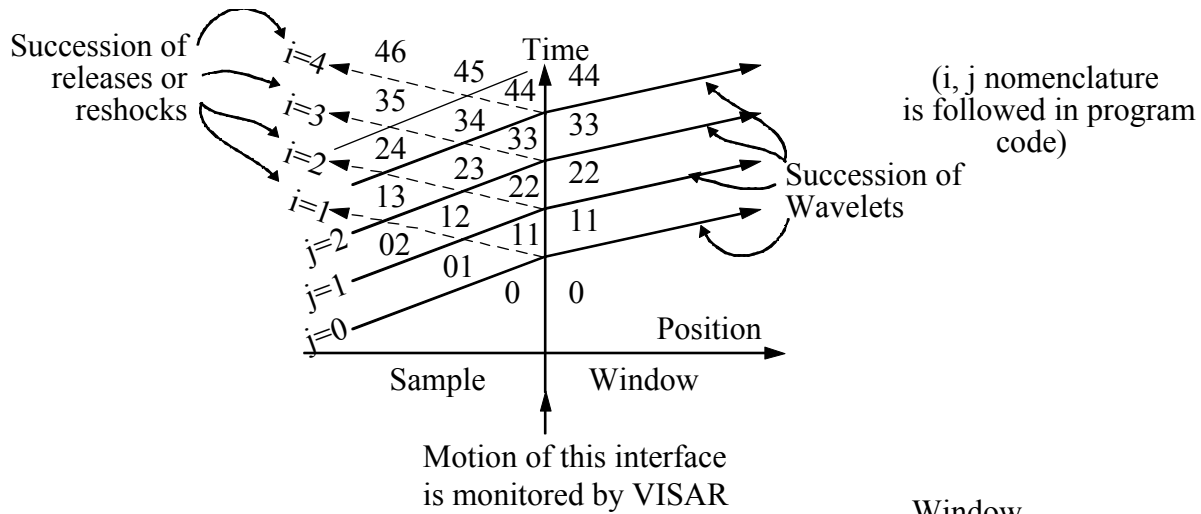 Succession of
releases or
reshocks
i=4
i=3
i=2
i=1
j=2
j=1
j=0
46
45
44
35
34
33
24
23
22
13
12
11
02
01
0
Time
44
33
22
11
0
Position
Sample
Window
Succession of
Wavelets
(i, j nomenclature
is followed in program
code)
Motion of this interface
is monitored by VISAR
Window